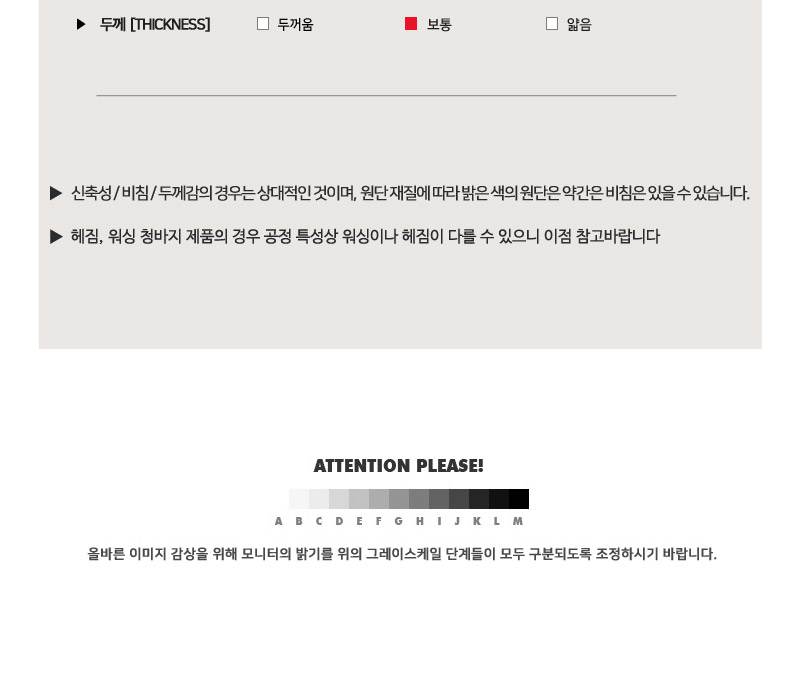 ▶ 두께 [THICKNESS] □ 두꺼움 ■ 보통 □ 얇음
▶ 신축성 / 비침 / 두께감의 경우는 상대적인 것이며, 원단 재질에 따라 밝은 색의 원단은 약간은 비침은 있을 수 있습니다.
▶ 헤짐, 워싱 청바지 제품의 경우 공정 특성상 워싱이나 헤짐이 다를 수 있으니 이점 참고바랍니다
ATTENTION PLEASE!
A B C D E F G H I J K L M
올바른 이미지 감상을 위해 모니터의 밝기를 위의 그레이스케일 단계들이 모두 구분되도록 조정하시기 바랍니다.